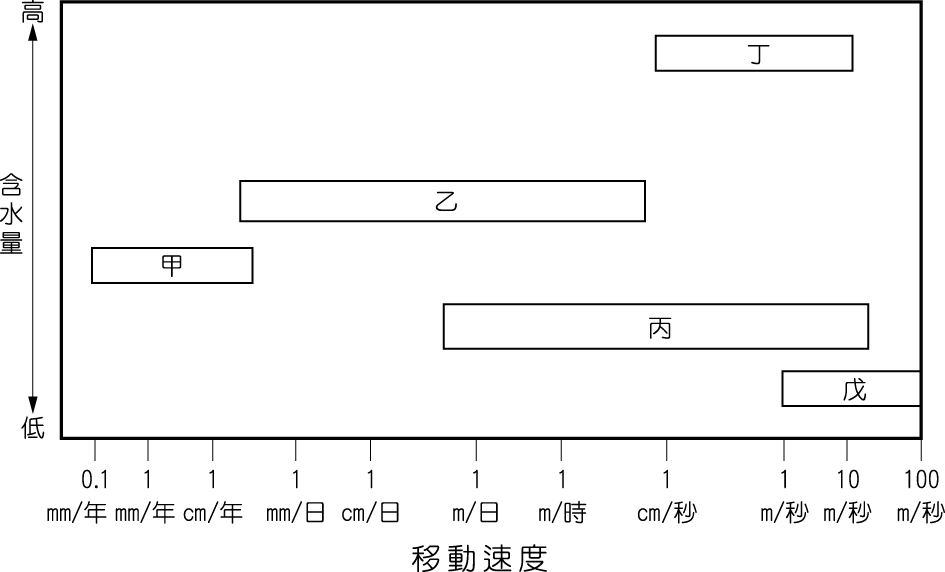 高
含水量
低
丁
乙
甲
丙
戊
0.1 1 1 1 1 1 1 1 1 10 100
mm/年 mm/年 cm/年 mm/日 cm/日 m/日 m/時 cm/秒 m/秒 m/秒 m/秒
移動速度